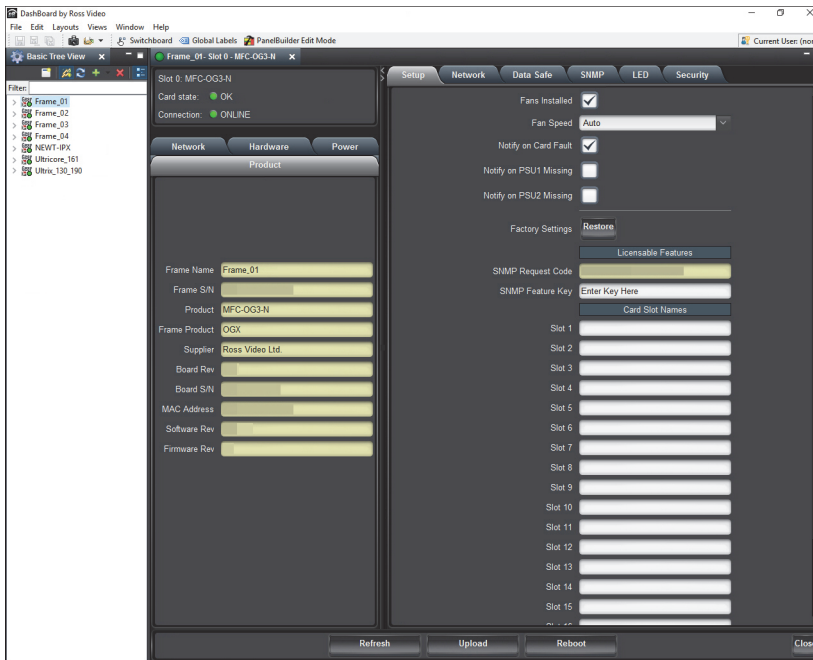 DashBoard by Ross Video
File Edit Layouts Views Window Help
Switchboard Global Labels PanelBuilder Edit Mode
Current User: (nor
Basic Tree View
Filter:
Frame_01
Frame_02
Frame_03
Frame_04
NEWT-IPX
Ultricore_161
Ultrix_130_190
Frame_01- Slot 0 - MFC-OG3-N
Slot 0: MFC-OG3-N
Card state: OK
Connection: ONLINE
Network Hardware Power
Product
Frame Name Frame_01
Frame S/N
Product MFC-OG3-N
Frame Product OGX
Supplier Ross Video Ltd.
Board Rev
Board S/N
MAC Address
Software Rev
Firmware Rev
Setup Network Data Safe SNMP LED Security
Fans Installed
Fan Speed Auto
Notify on Card Fault
Notify on PSU1 Missing
Notify on PSU2 Missing
Factory Settings Restore
Licensable Features
SNMP Request Code
SNMP Feature Key Enter Key Here
Card Slot Names
Slot 1
Slot 2
Slot 3
Slot 4
Slot 5
Slot 6
Slot 7
Slot 8
Slot 9
Slot 10
Slot 11
Slot 12
Slot 13
Slot 14
Slot 15
Refresh Upload Reboot Close